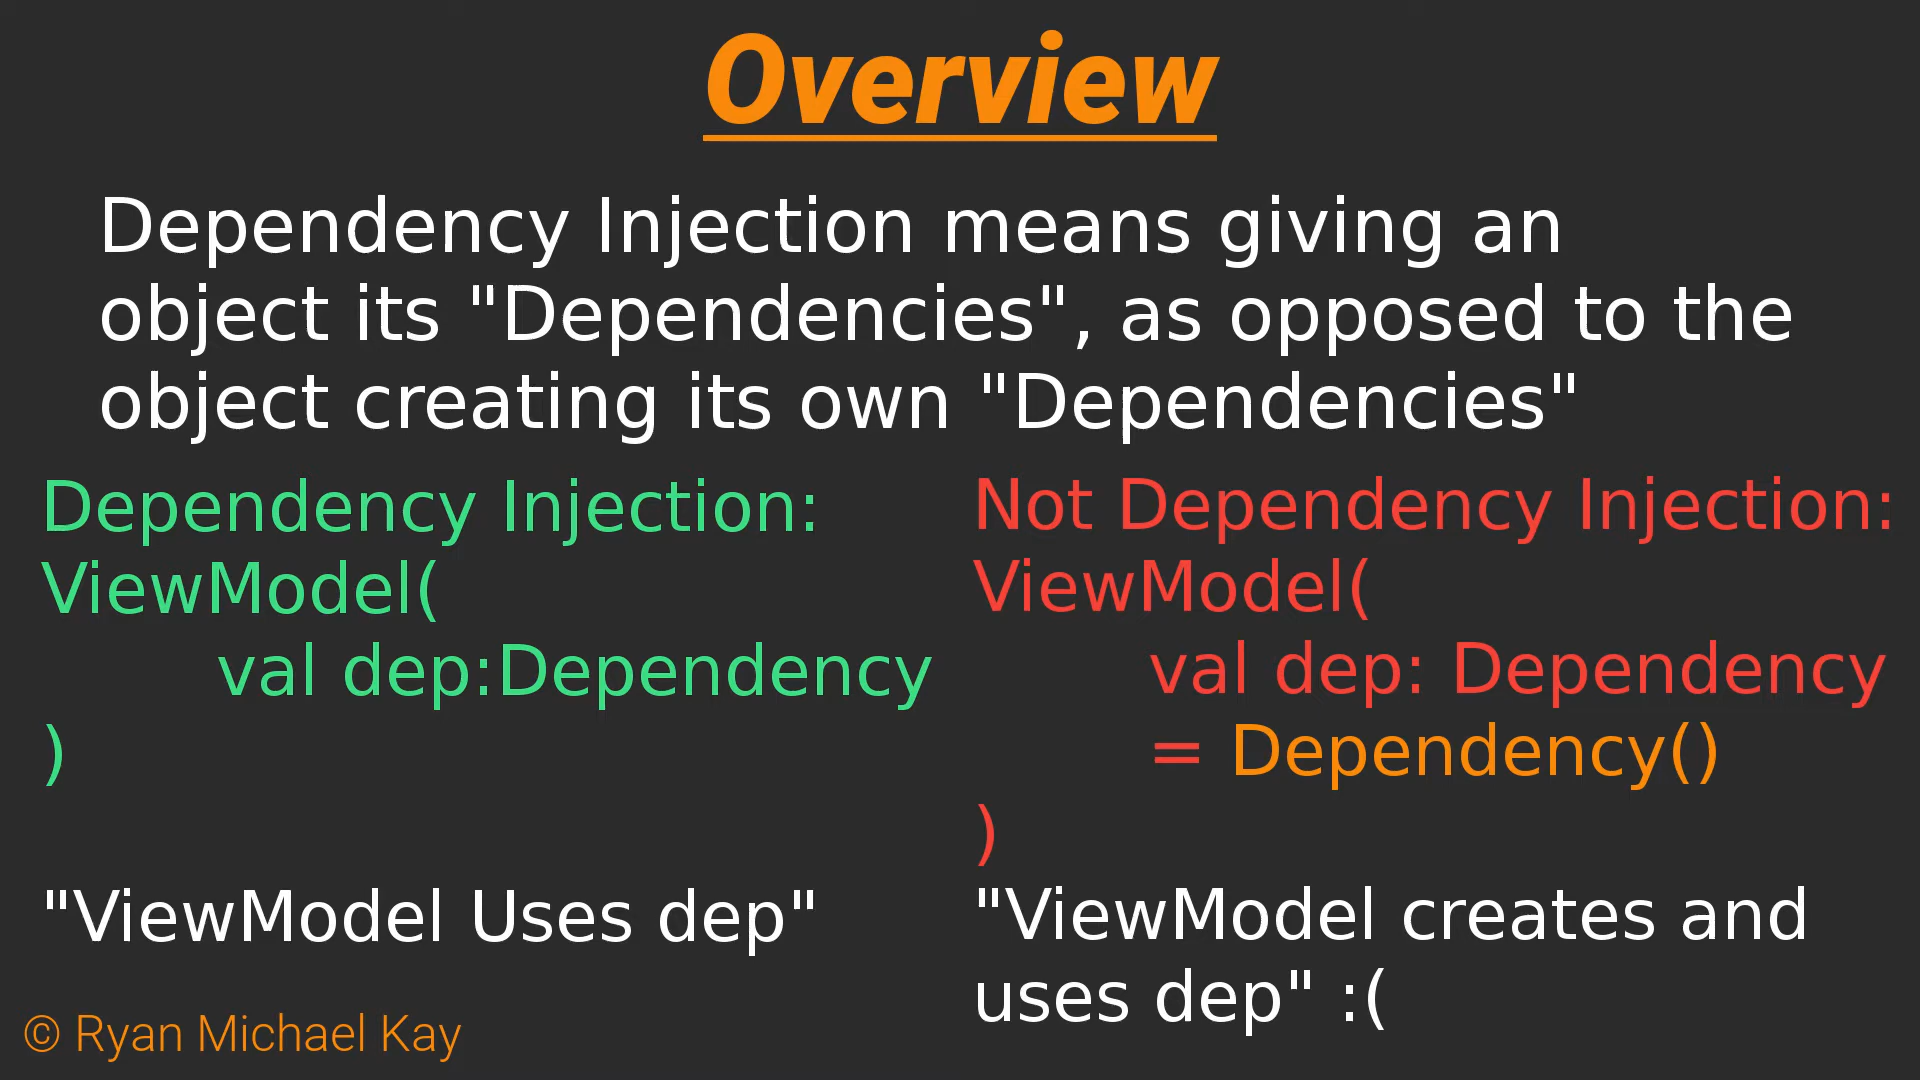 Overview
Dependency Injection means giving an
object its "Dependencies", as opposed to the
object creating its own "Dependencies"
Dependency Injection:
ViewModel(
val dep:Dependency
)
"ViewModel Uses dep"
Not Dependency Injection:
ViewModel(
val dep: Dependency
= Dependency()
)
"ViewModel creates and
uses dep" :(
© Ryan Michael Kay